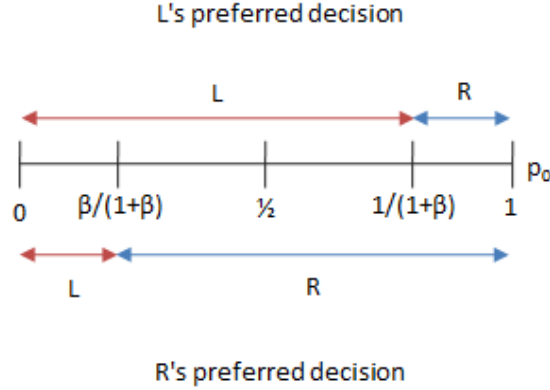 L's preferred decision
L R
p₀
0 β/(1+β) ½ 1/(1+β) 1
L R
R's preferred decision